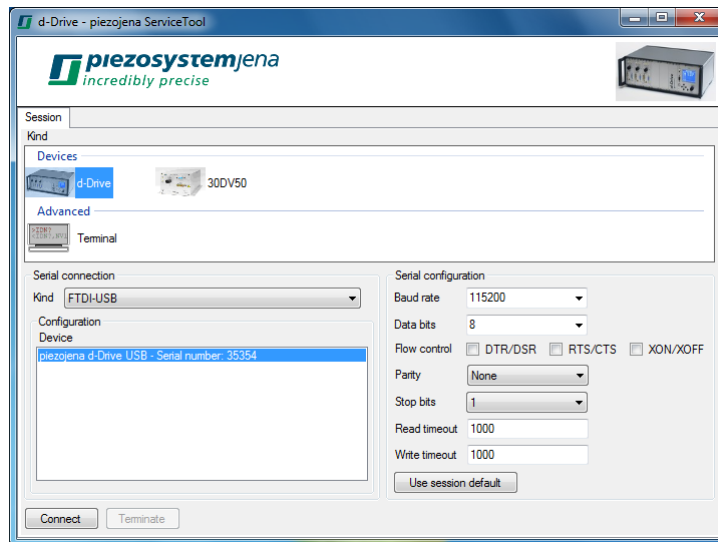 d-Drive - piezojena ServiceTool
piezosystemjena
incredibly precise
Session
Kind
Devices
d-Drive
30DV50
Advanced
Terminal
Serial connection
Kind FTDI-USB
Configuration
Device
piezojena d-Drive USB - Serial number: 35354
Serial configuration
Baud rate 115200
Data bits 8
Flow control DTR/DSR RTS/CTS XON/XOFF
Parity None
Stop bits 1
Read timeout 1000
Write timeout 1000
Use session default
Connect Terminate